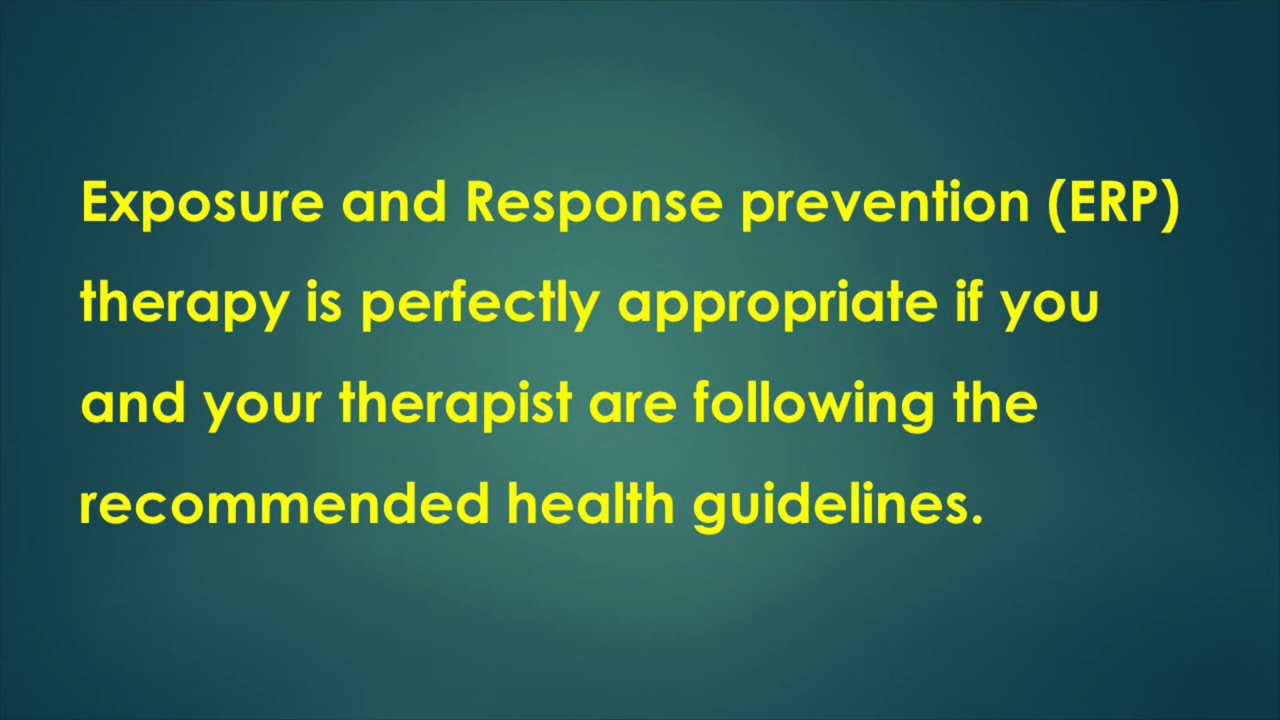 Exposure and Response prevention (ERP)
therapy is perfectly appropriate if you
and your therapist are following the
recommended health guidelines.